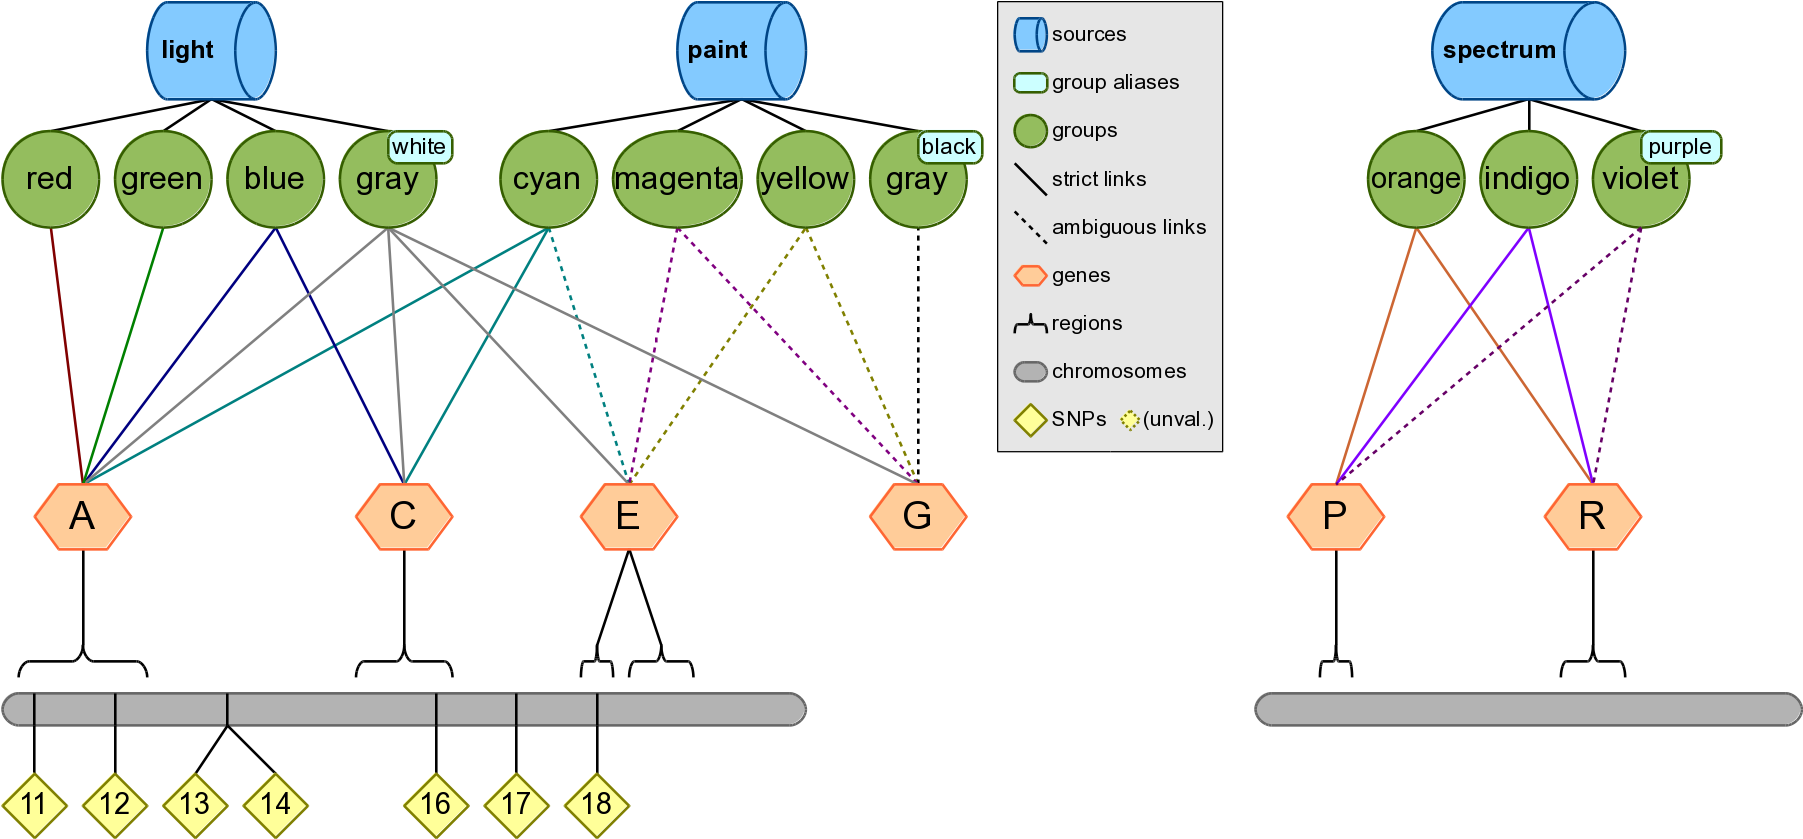 light
paint
spectrum
sources
group aliases
groups
strict links
ambiguous links
genes
regions
chromosomes
SNPs (unval.)
white
black
purple
red green blue gray cyan magenta yellow gray orange indigo violet
A C E G P R
11 12 13 14 16 17 18